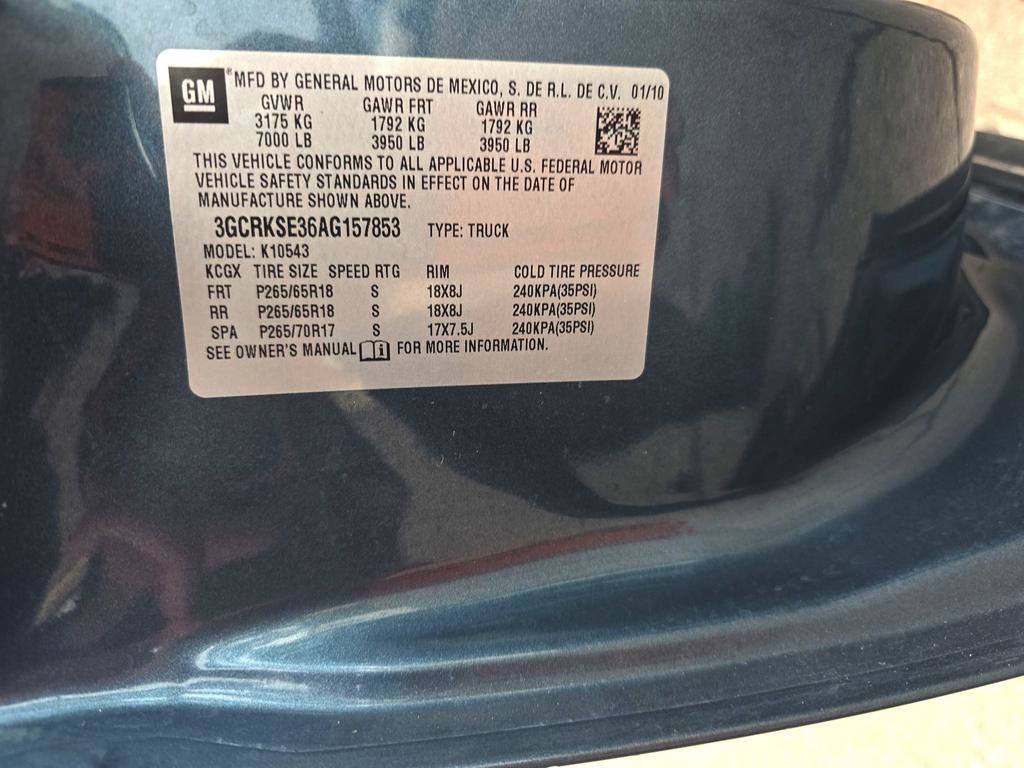 GM ® MFD BY GENERAL MOTORS DE MEXICO, S. DE R.L. DE C.V. 01/10
GVWR GAWR FRT GAWR RR
3175 KG 1792 KG 1792 KG
7000 LB 3950 LB 3950 LB
THIS VEHICLE CONFORMS TO ALL APPLICABLE U.S. FEDERAL MOTOR
VEHICLE SAFETY STANDARDS IN EFFECT ON THE DATE OF
MANUFACTURE SHOWN ABOVE.
3GCRKSE36AG157853 TYPE: TRUCK
MODEL: K10543
KCGX TIRE SIZE SPEED RTG RIM COLD TIRE PRESSURE
FRT P265/65R18 S 18X8J 240KPA(35PSI)
RR P265/65R18 S 18X8J 240KPA(35PSI)
SPA P265/70R17 S 17X7.5J 240KPA(35PSI)
SEE OWNER'S MANUAL i FOR MORE INFORMATION.